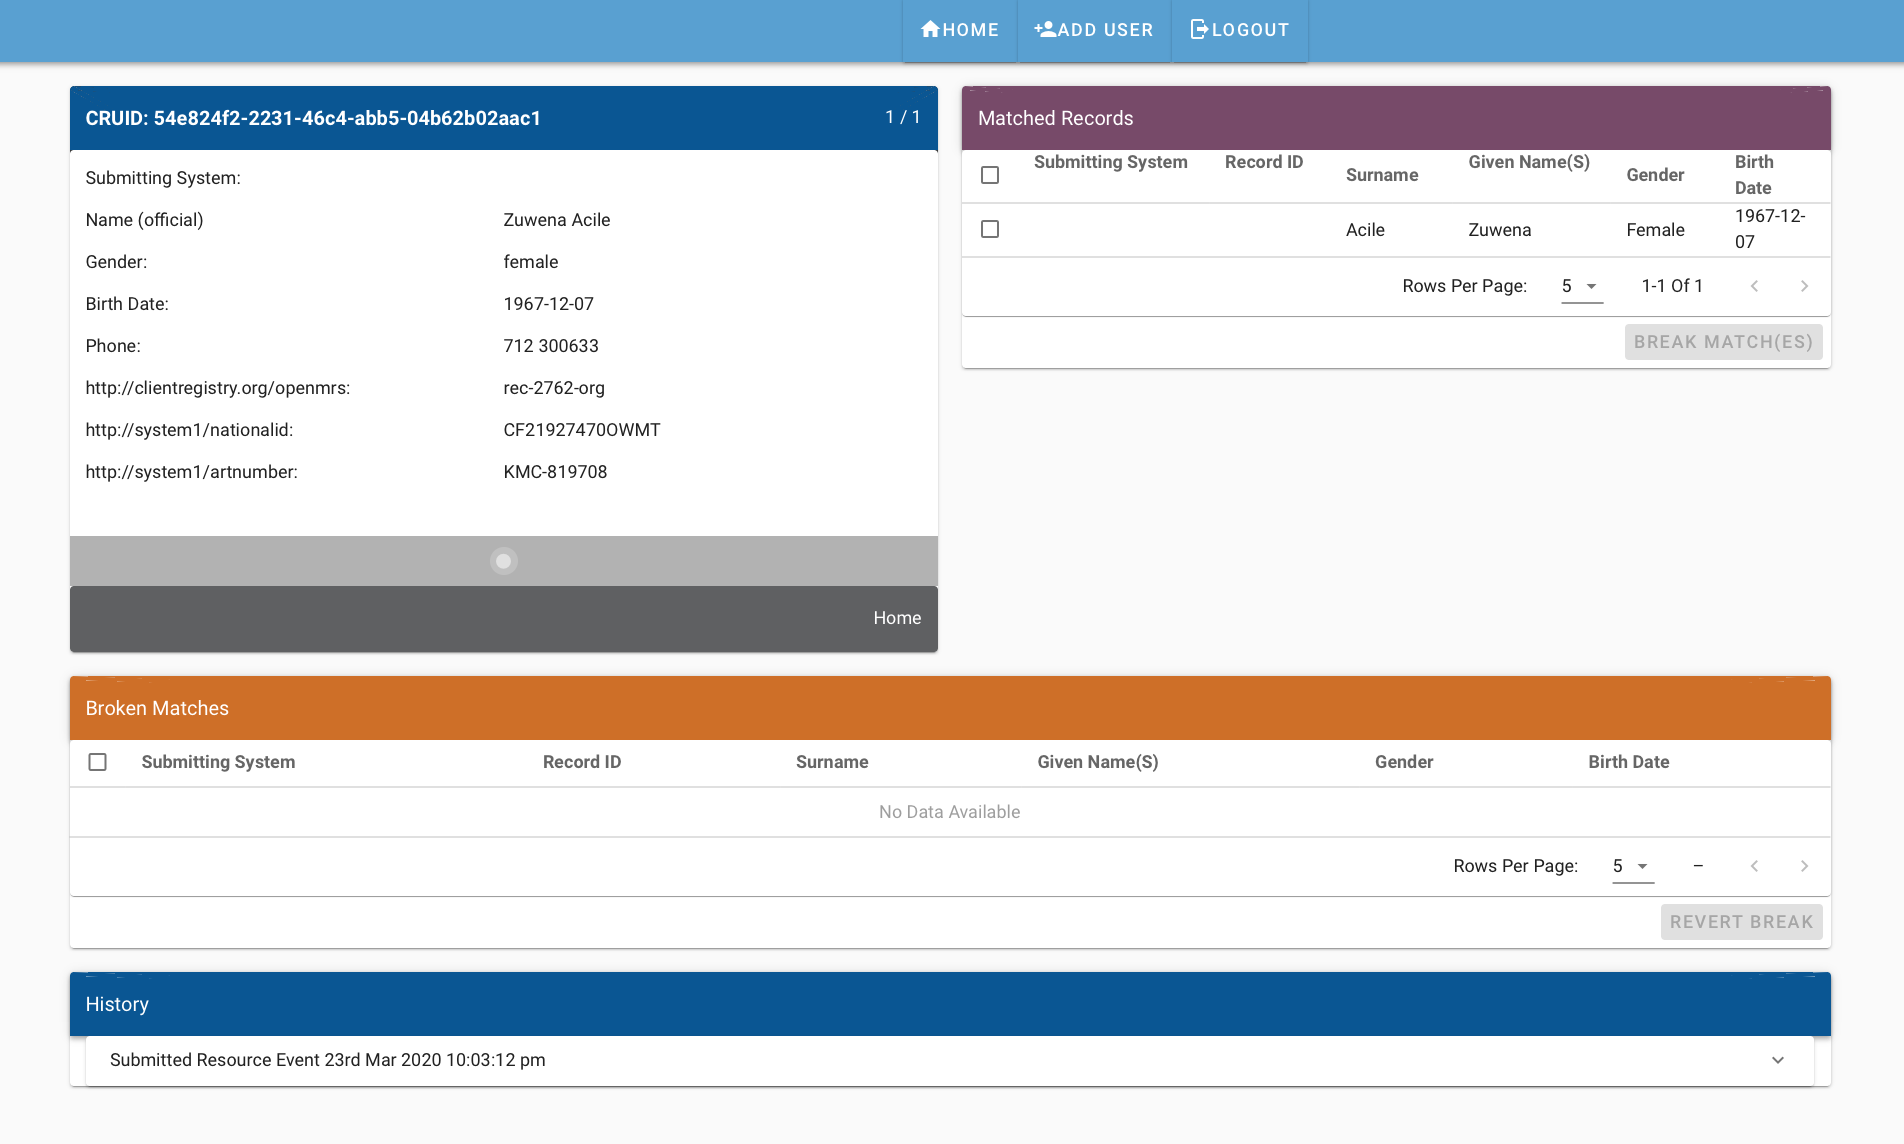 HOME ADD USER LOGOUT
CRUID: 54e824f2-2231-46c4-abb5-04b62b02aac1 1 / 1
Submitting System:
Name (official) Zuwena Acile
Gender: female
Birth Date: 1967-12-07
Phone: 712 300633
http://clientregistry.org/openmrs: rec-2762-org
http://system1/nationalid: CF21927470OWMT
http://system1/artnumber: KMC-819708
Home
Matched Records
Submitting System Record ID Surname Given Name(S) Gender Birth
Date
Acile Zuwena Female 1967-12-
07
Rows Per Page: 5 1-1 Of 1
BREAK MATCH(ES)
Broken Matches
Submitting System Record ID Surname Given Name(S) Gender Birth Date
No Data Available
Rows Per Page: 5 –
REVERT BREAK
History
Submitted Resource Event 23rd Mar 2020 10:03:12 pm